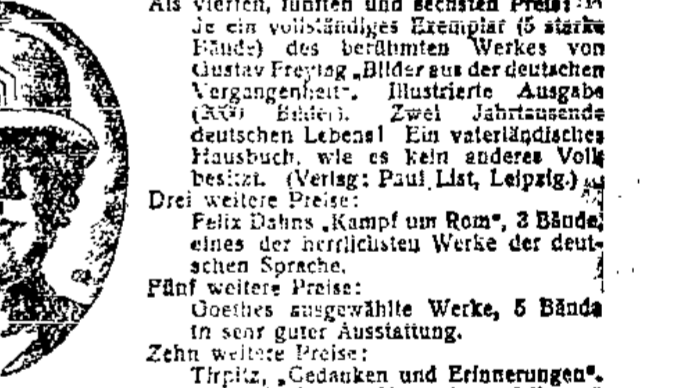 Als vierten, fünften und sechsten Preis:
Je ein vollständiges Exemplar (5 starke
Bände) des berühmten Werkes von
Gustav Freytag „Bilder aus der deutschen
Vergangenheit“. Illustrierte Ausgabe
Bilder). Zwei Jahrtausende
deutschen Lebens! Ein vaterländisches
Hausbuch, wie es kein anderes Volk
besitzt. (Verlag: Paul List, Leipzig.)
Drei weitere Preise:
Felix Dahns „Kampf um Rom“, 3 Bände,
eines der herrlichsten Werke der deut-
schen Sprache.
Fünf weitere Preise:
Goethes ausgewählte Werke, 5 Bände
in sehr guter Ausstattung.
Zehn weitere Preise:
Tirpitz, „Gedanken und Erinnerungen“.